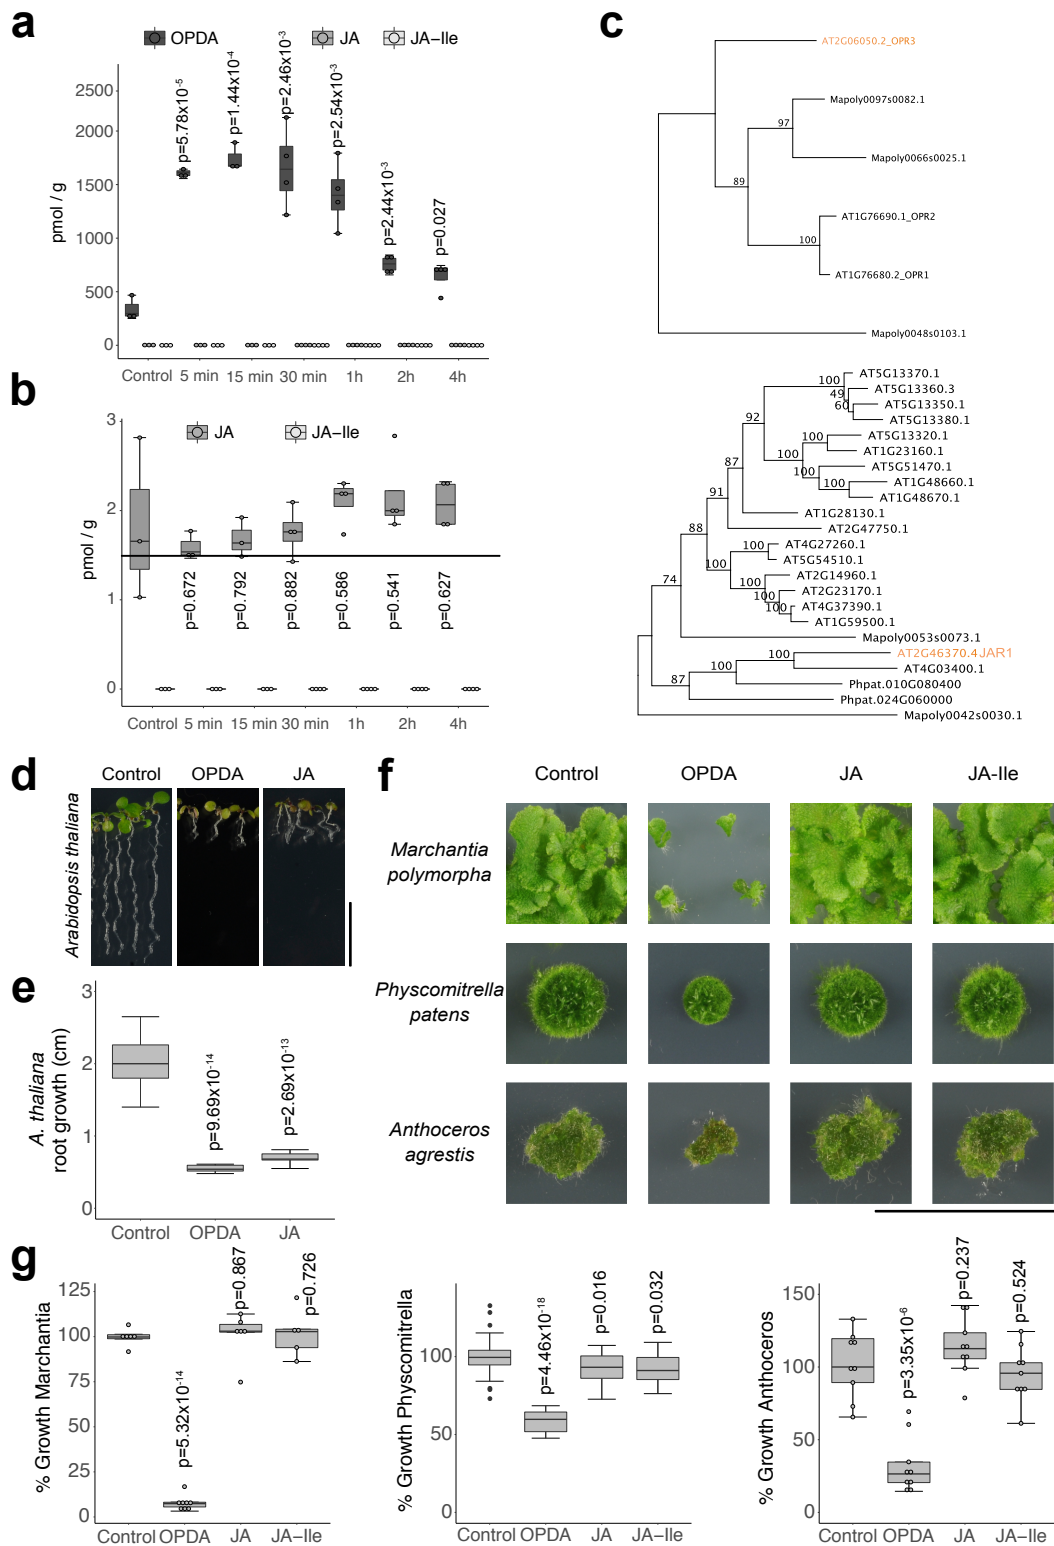 a
OPDA JA JA-Ile
pmol / g
2500
2000
1500
1000
500
0
p=5.78x10-5
p=1.44x10-4
p=2.46x10-3
p=2.54x10-3
p=2.44x10-3
p=0.027
Control 5 min 15 min 30 min 1h 2h 4h
b
JA JA-Ile
pmol / g
3
2
1
0
p=0.672
p=0.792
p=0.882
p=0.586
p=0.541
p=0.627
Control 5 min 15 min 30 min 1h 2h 4h
c
AT2G06050.2_OPR3
Mapoly0097s0082.1
97
Mapoly0066s0025.1
89
AT1G76690.1_OPR2
100
AT1G76680.2_OPR1
Mapoly0048s0103.1
AT5G13370.1
100
AT5G13360.3
49
AT5G13350.1
60
AT5G13380.1
92
AT5G13320.1
100
AT1G23160.1
100
AT5G51470.1
100
AT1G48660.1
100
AT1G48670.1
87
AT1G28130.1
91
AT2G47750.1
88
AT4G27260.1
100
AT5G54510.1
100
AT2G14960.1
100
AT2G23170.1
100
AT4G37390.1
100
AT1G59500.1
74
Mapoly0053s0073.1
AT2G46370.4 JAR1
100
AT4G03400.1
100
Phpat.010G080400
87
Phpat.024G060000
Mapoly0042s0030.1
d
Control OPDA JA
Arabidopsis thaliana
e
A. thaliana
root growth (cm)
3
2
1
0
p=9.69x10-14
p=2.69x10-13
Control OPDA JA
f
Control OPDA JA JA-Ile
Marchantia
polymorpha
Physcomitrella
patens
Anthoceros
agrestis
g
% Growth Marchantia
125
100
75
50
25
0
p=5.32x10-14
p=0.867
p=0.726
Control OPDA JA JA-Ile
% Growth Physcomitrella
100
50
0
p=4.46x10-18
p=0.016
p=0.032
Control OPDA JA JA-Ile
% Growth Anthoceros
150
100
50
0
p=3.35x10-6
p=0.237
p=0.524
Control OPDA JA JA-Ile